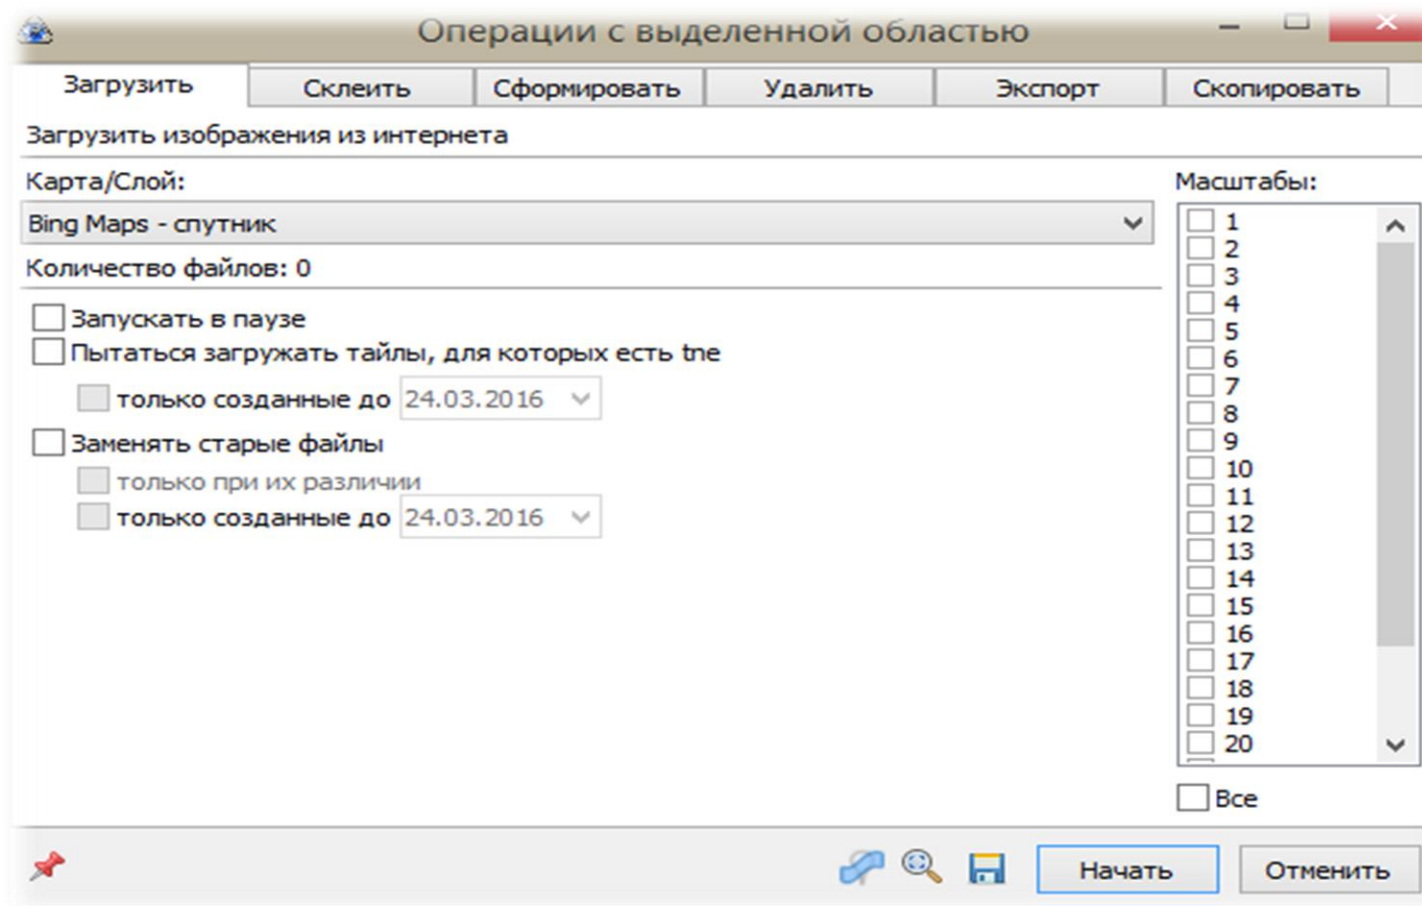 Операции с выделенной областью
Загрузить Склеить Сформировать Удалить Экспорт Скопировать
Загрузить изображения из интернета
Карта/Слой:
Bing Maps - спутник
Количество файлов: 0
Запускать в паузе
Пытаться загружать тайлы, для которых есть tne
только созданные до 24.03.2016
Заменять старые файлы
только при их различии
только созданные до 24.03.2016
Масштабы:
1
2
3
4
5
6
7
8
9
10
11
12
13
14
15
16
17
18
19
20
Все
Начать Отменить